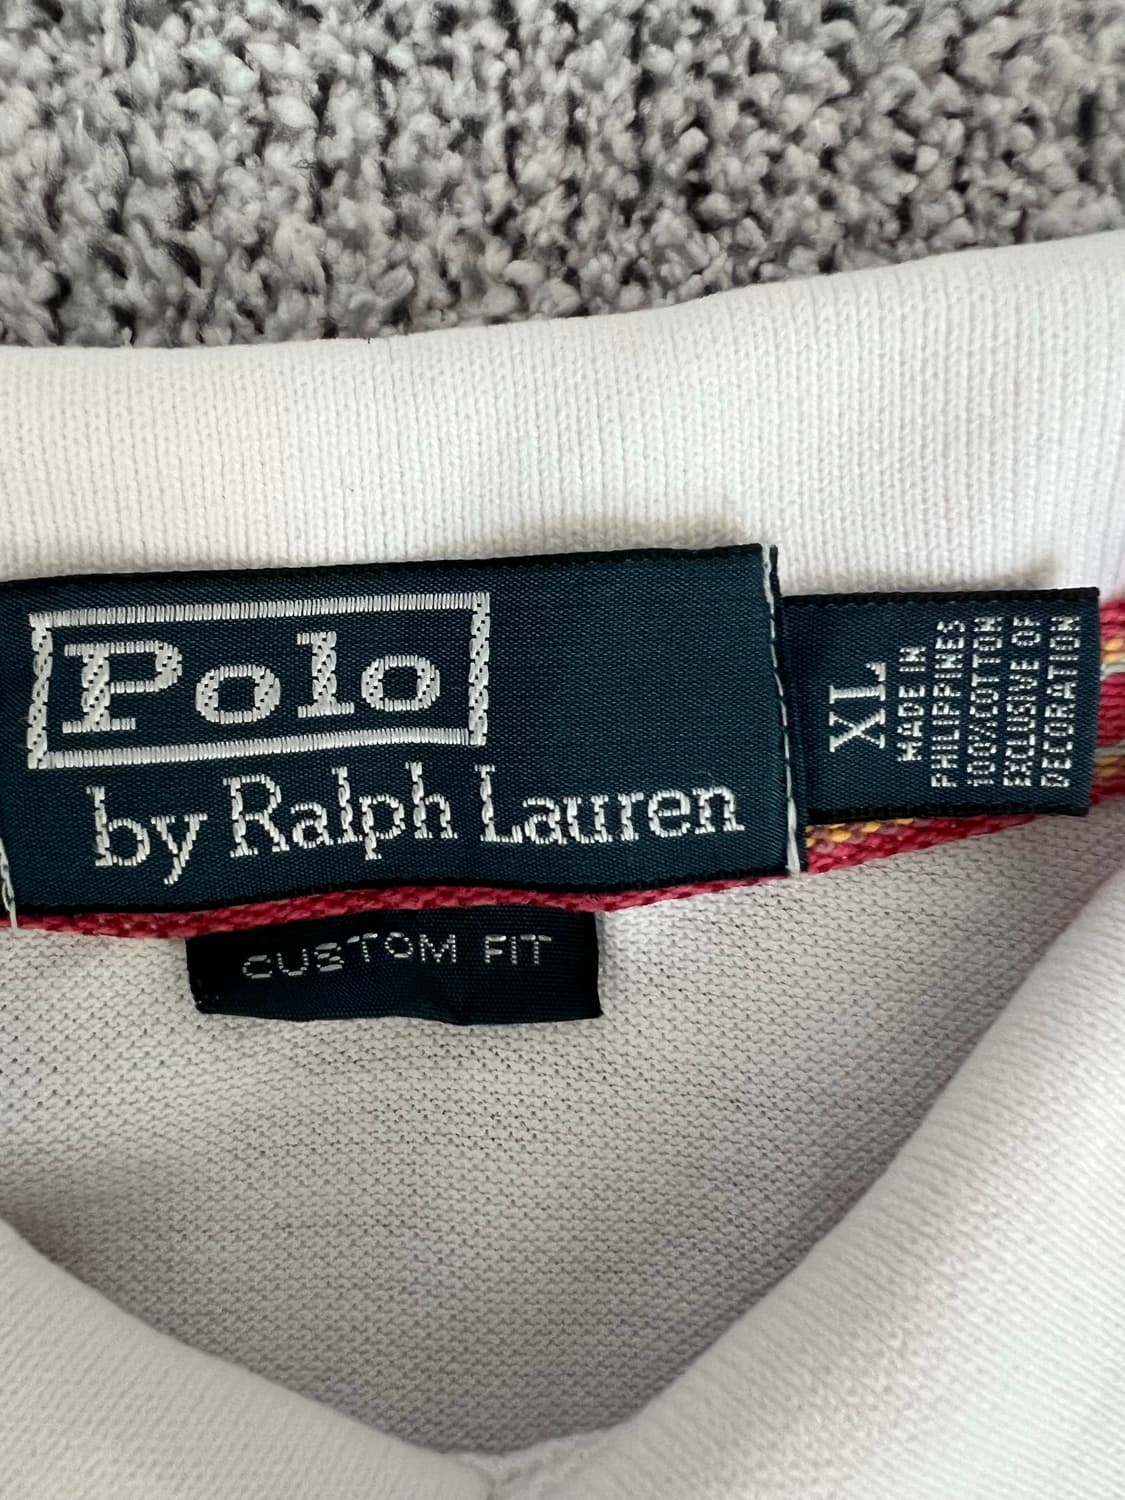 Polo
by Ralph Lauren
XL
MADE IN
PHILIPPINES
100%COTTON
EXCLUSIVE OF
DECORATION
CUSTOM FIT